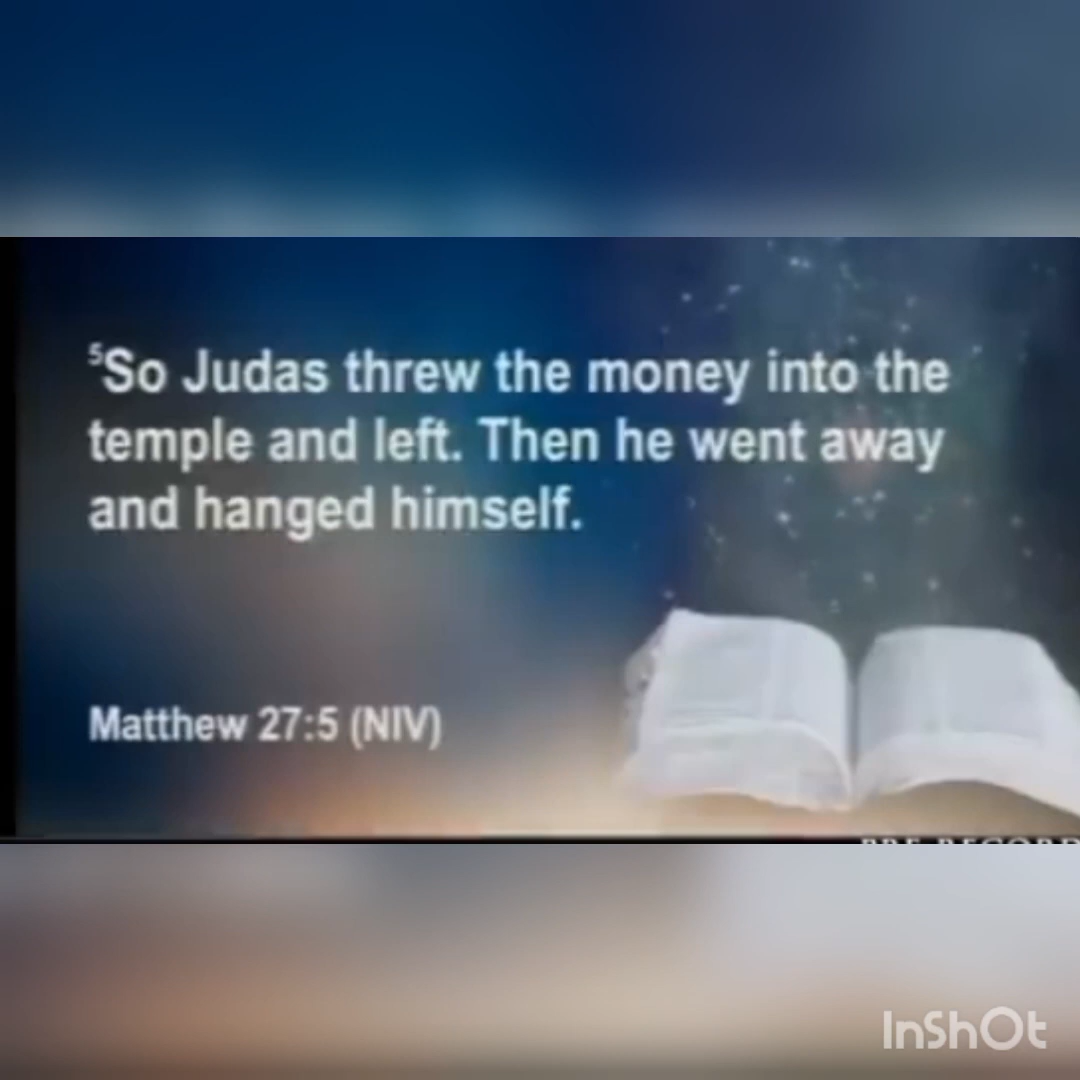 ⁵So Judas threw the money into the
temple and left. Then he went away
and hanged himself.
Matthew 27:5 (NIV)
InShOt